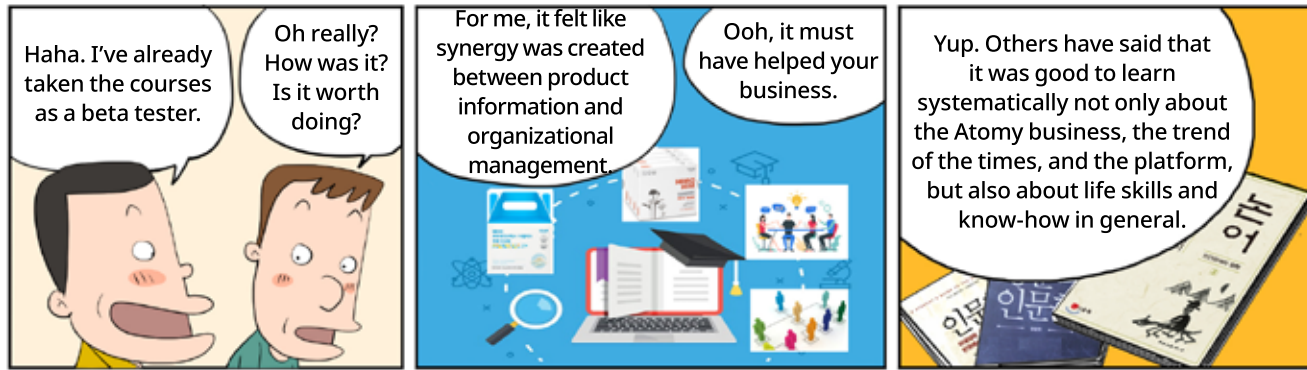 Haha. I’ve already
taken the courses
as a beta tester.
Oh really?
How was it?
Is it worth
doing?
For me, it felt like
synergy was created
between product
information and
organizational
management.
Ooh, it must
have helped your
business.
Yup. Others have said that
it was good to learn
systematically not only about
the Atomy business, the trend
of the times, and the platform,
but also about life skills and
know-how in general.
논어
인문
인문